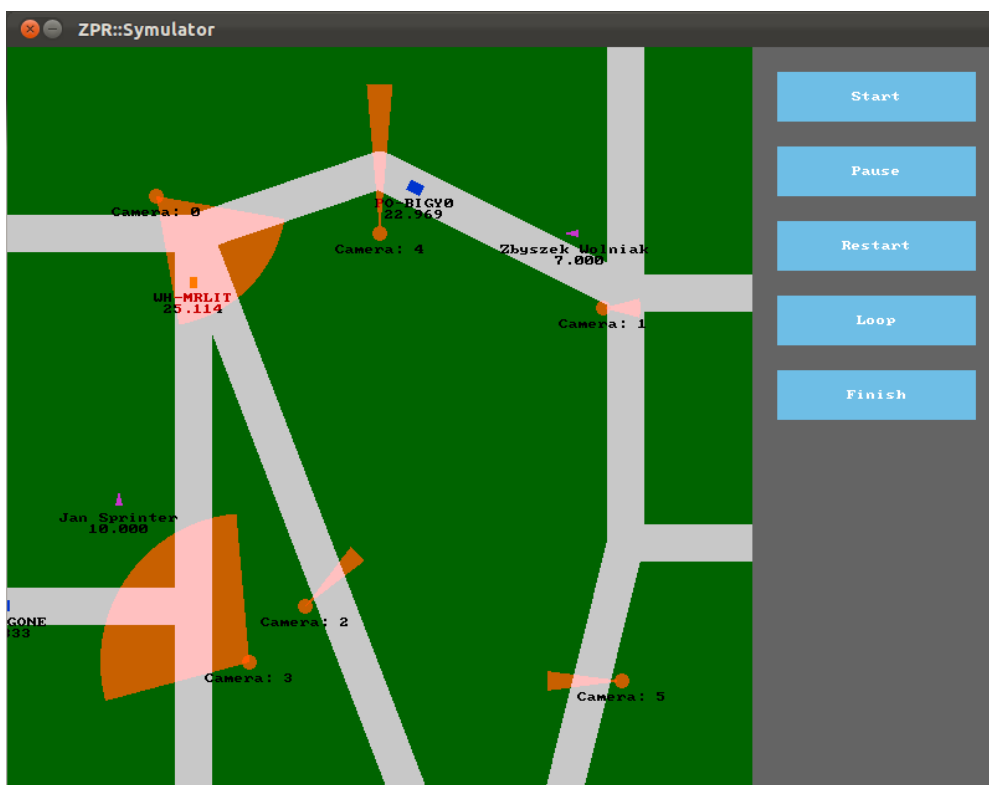 ZPR::Symulator
Start
Pause
Restart
Loop
Finish
Camera: 0
PO-BIGY0
22.969
Camera: 4
Zbyszek Wolniak
7.000
WH-MRLIT
25.114
Camera: 1
Jan Sprinter
10.000
GONE
333
Camera: 2
Camera: 3
Camera: 5